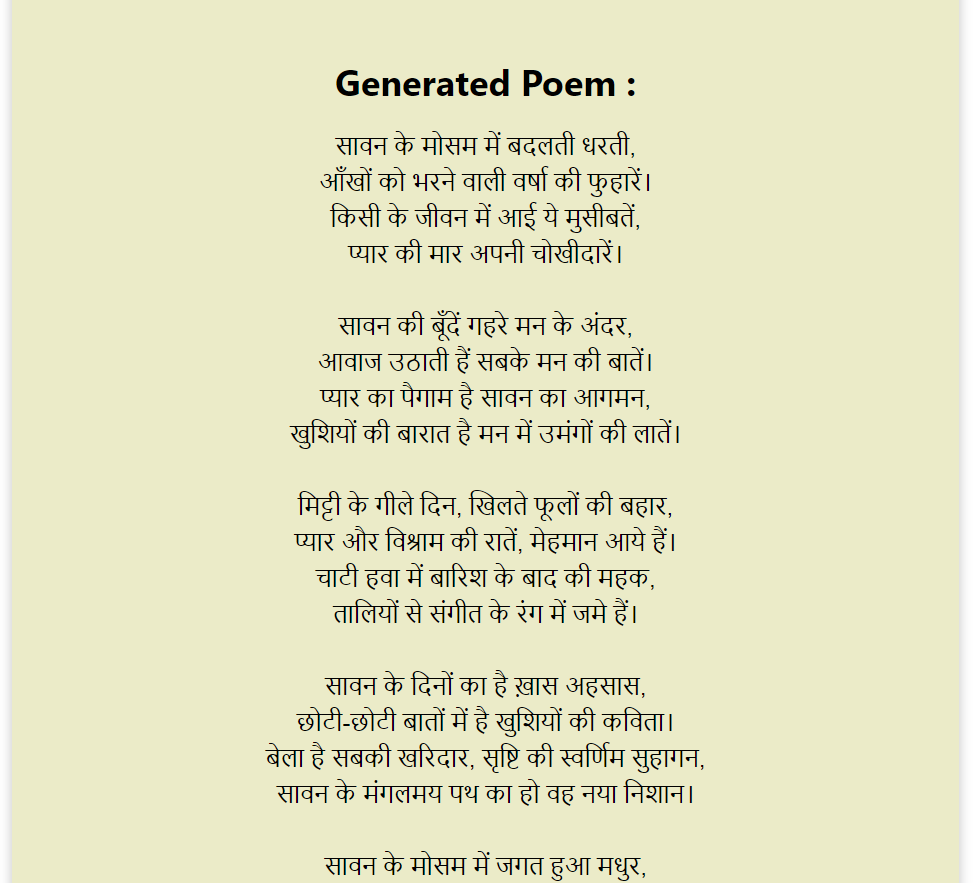 Generated Poem :
सावन के मोसम में बदलती धरती,
आँखों को भरने वाली वर्षा की फुहारें।
किसी के जीवन में आई ये मुसीबतें,
प्यार की मार अपनी चोखीदारें।
सावन की बूँदें गहरे मन के अंदर,
आवाज उठाती हैं सबके मन की बातें।
प्यार का पैगाम है सावन का आगमन,
खुशियों की बारात है मन में उमंगों की लातें।
मिट्टी के गीले दिन, खिलते फूलों की बहार,
प्यार और विश्राम की रातें, मेहमान आये हैं।
चाटी हवा में बारिश के बाद की महक,
तालियों से संगीत के रंग में जमे हैं।
सावन के दिनों का है ख़ास अहसास,
छोटी-छोटी बातों में है खुशियों की कविता।
बेला है सबकी खरिदार, सृष्टि की स्वर्णिम सुहागन,
सावन के मंगलमय पथ का हो वह नया निशान।
सावन के मोसम में जगत हुआ मधुर,